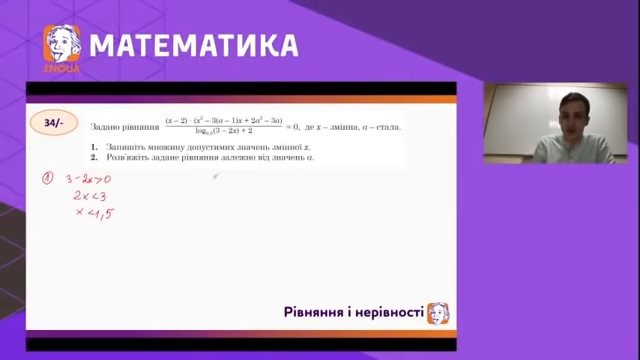 ZNOUA
МАТЕМАТИКА
34/-
Задано рівняння (x − 2) · (x² − 3(a − 1)x + 2a² − 3a) / log₀,₅(3 − 2x) + 2 = 0, де x – змінна, a – стала.
1. Запишіть множину допустимих значень змінної x.
2. Розв'яжіть задане рівняння залежно від значень a.
① 3 - 2x > 0
2x < 3
x < 1,5
Рівняння і нерівності